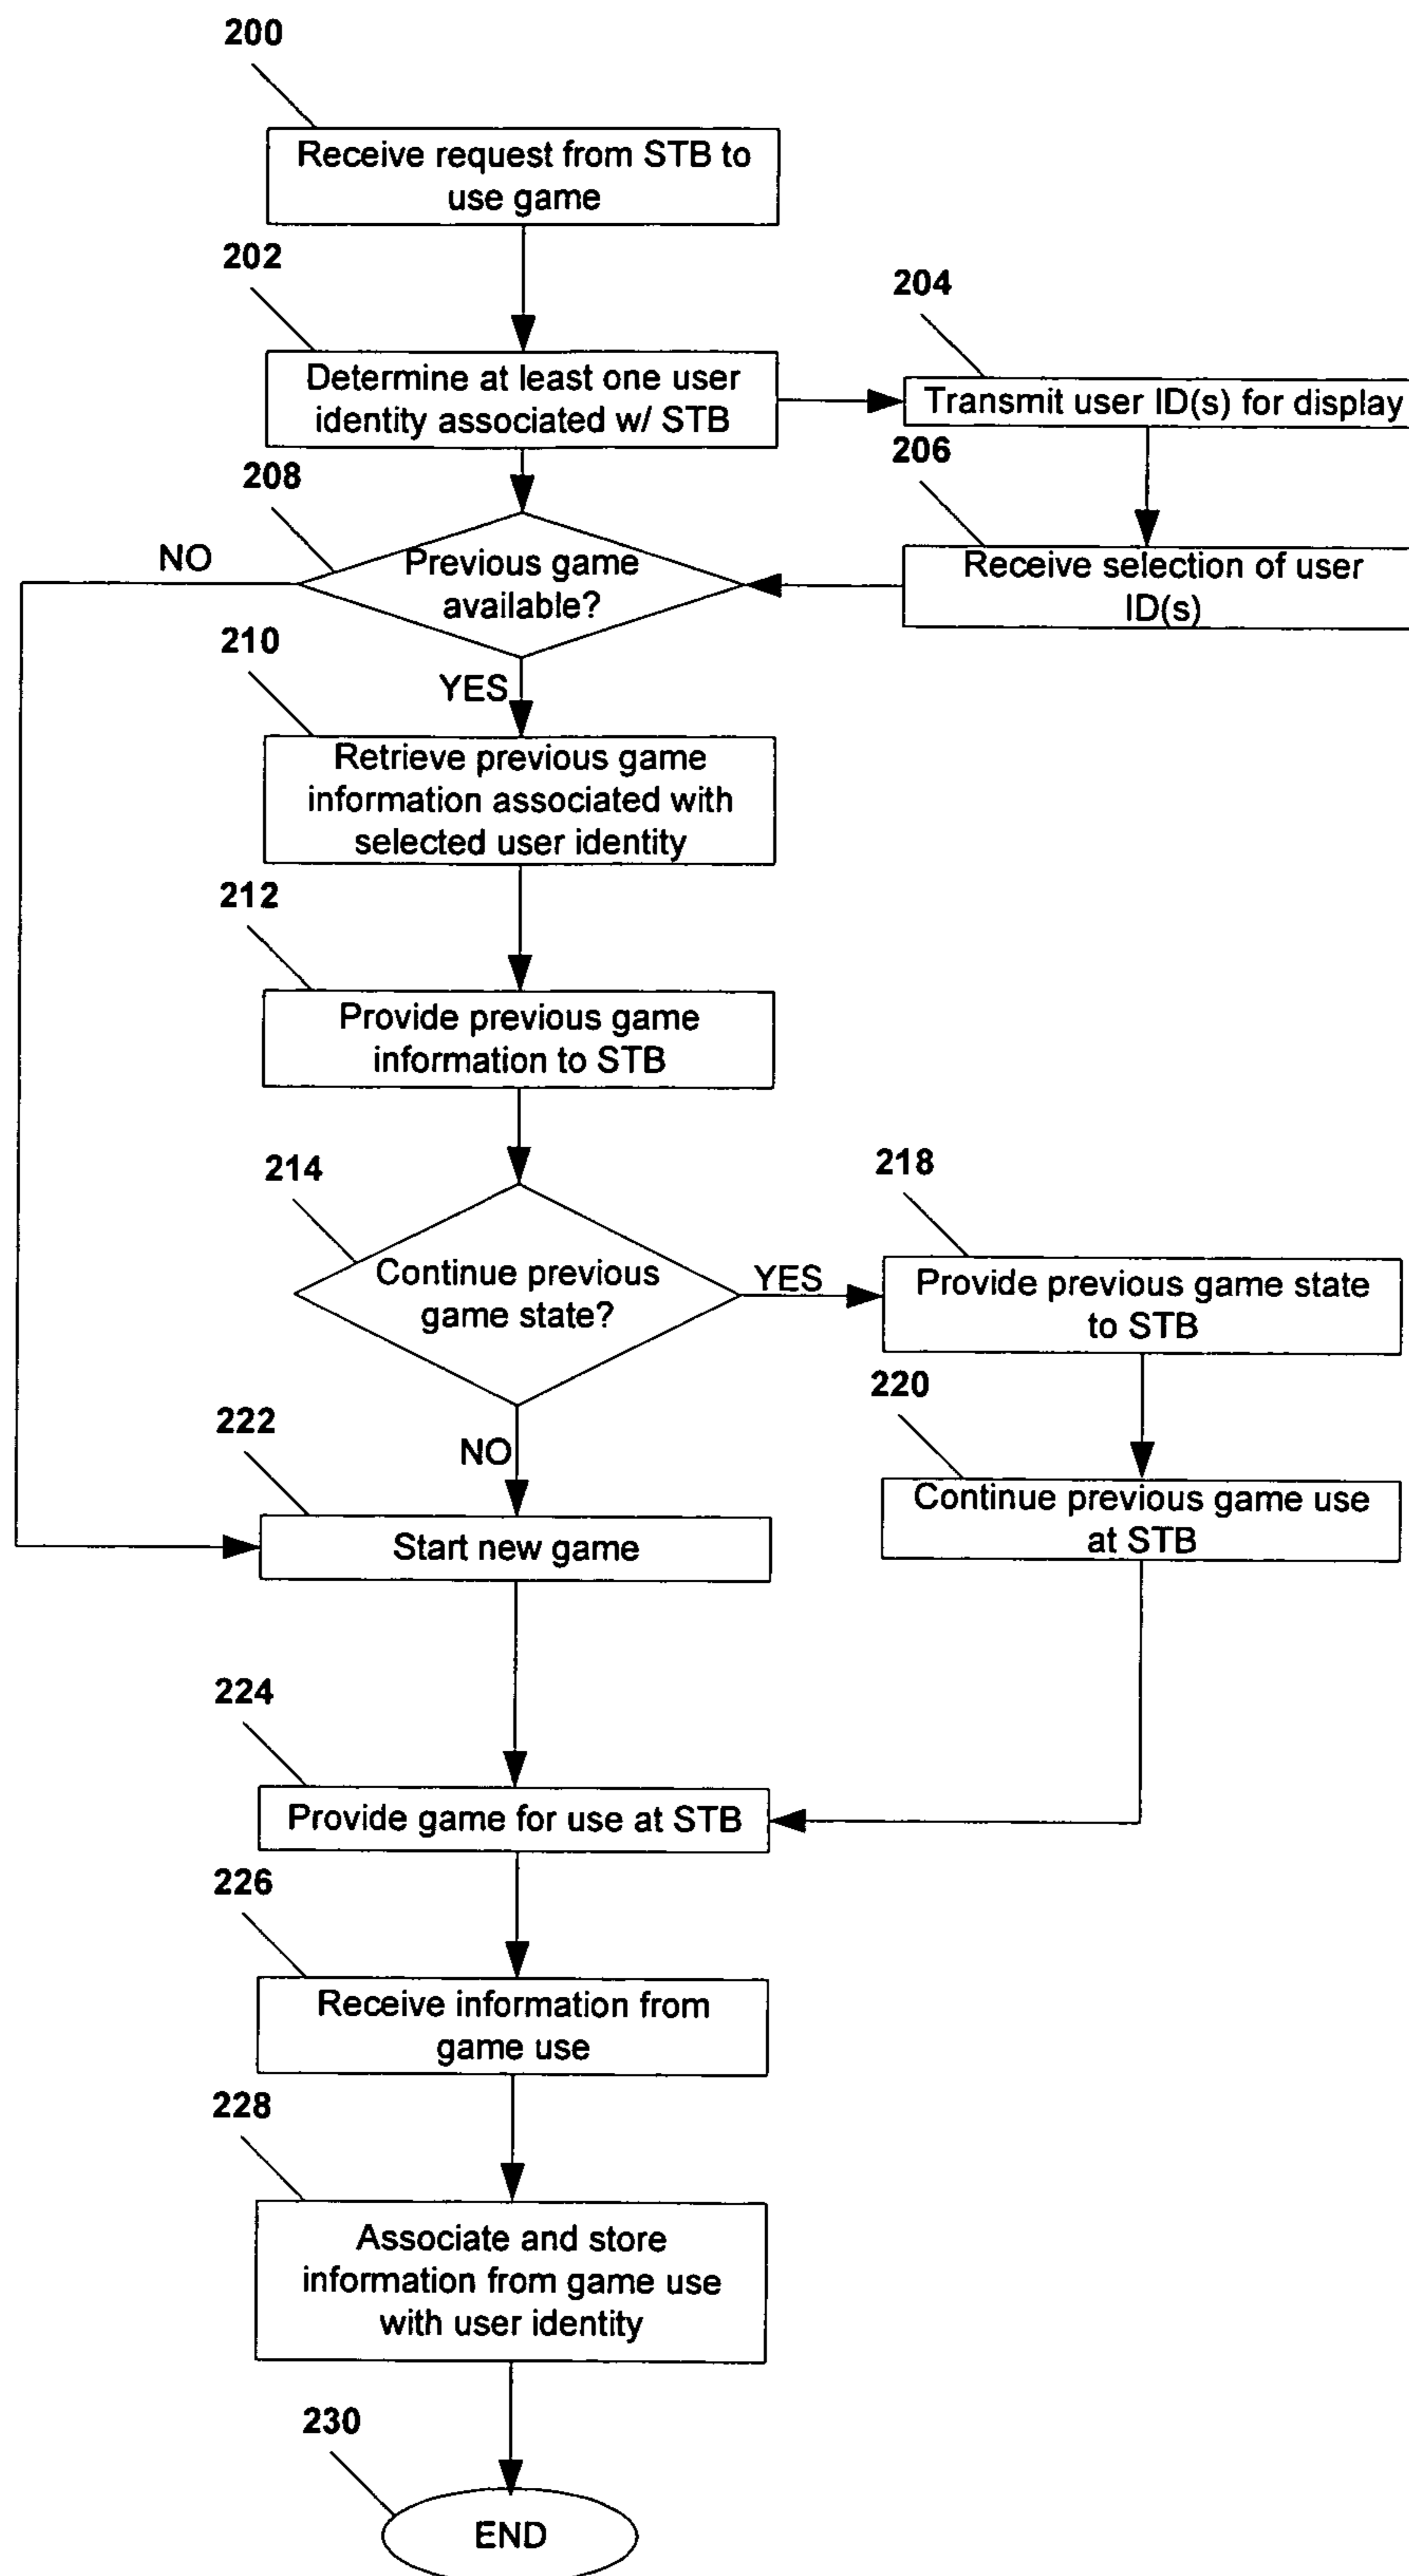 200
Receive request from STB to
use game
202
Determine at least one user
identity associated w/ STB
204
Transmit user ID(s) for display
206
Receive selection of user
ID(s)
208
Previous game
available?
NO
YES
210
Retrieve previous game
information associated with
selected user identity
212
Provide previous game
information to STB
214
Continue previous
game state?
YES
NO
218
Provide previous game state
to STB
220
Continue previous game use
at STB
222
Start new game
224
Provide game for use at STB
226
Receive information from
game use
228
Associate and store
information from game use
with user identity
230
END